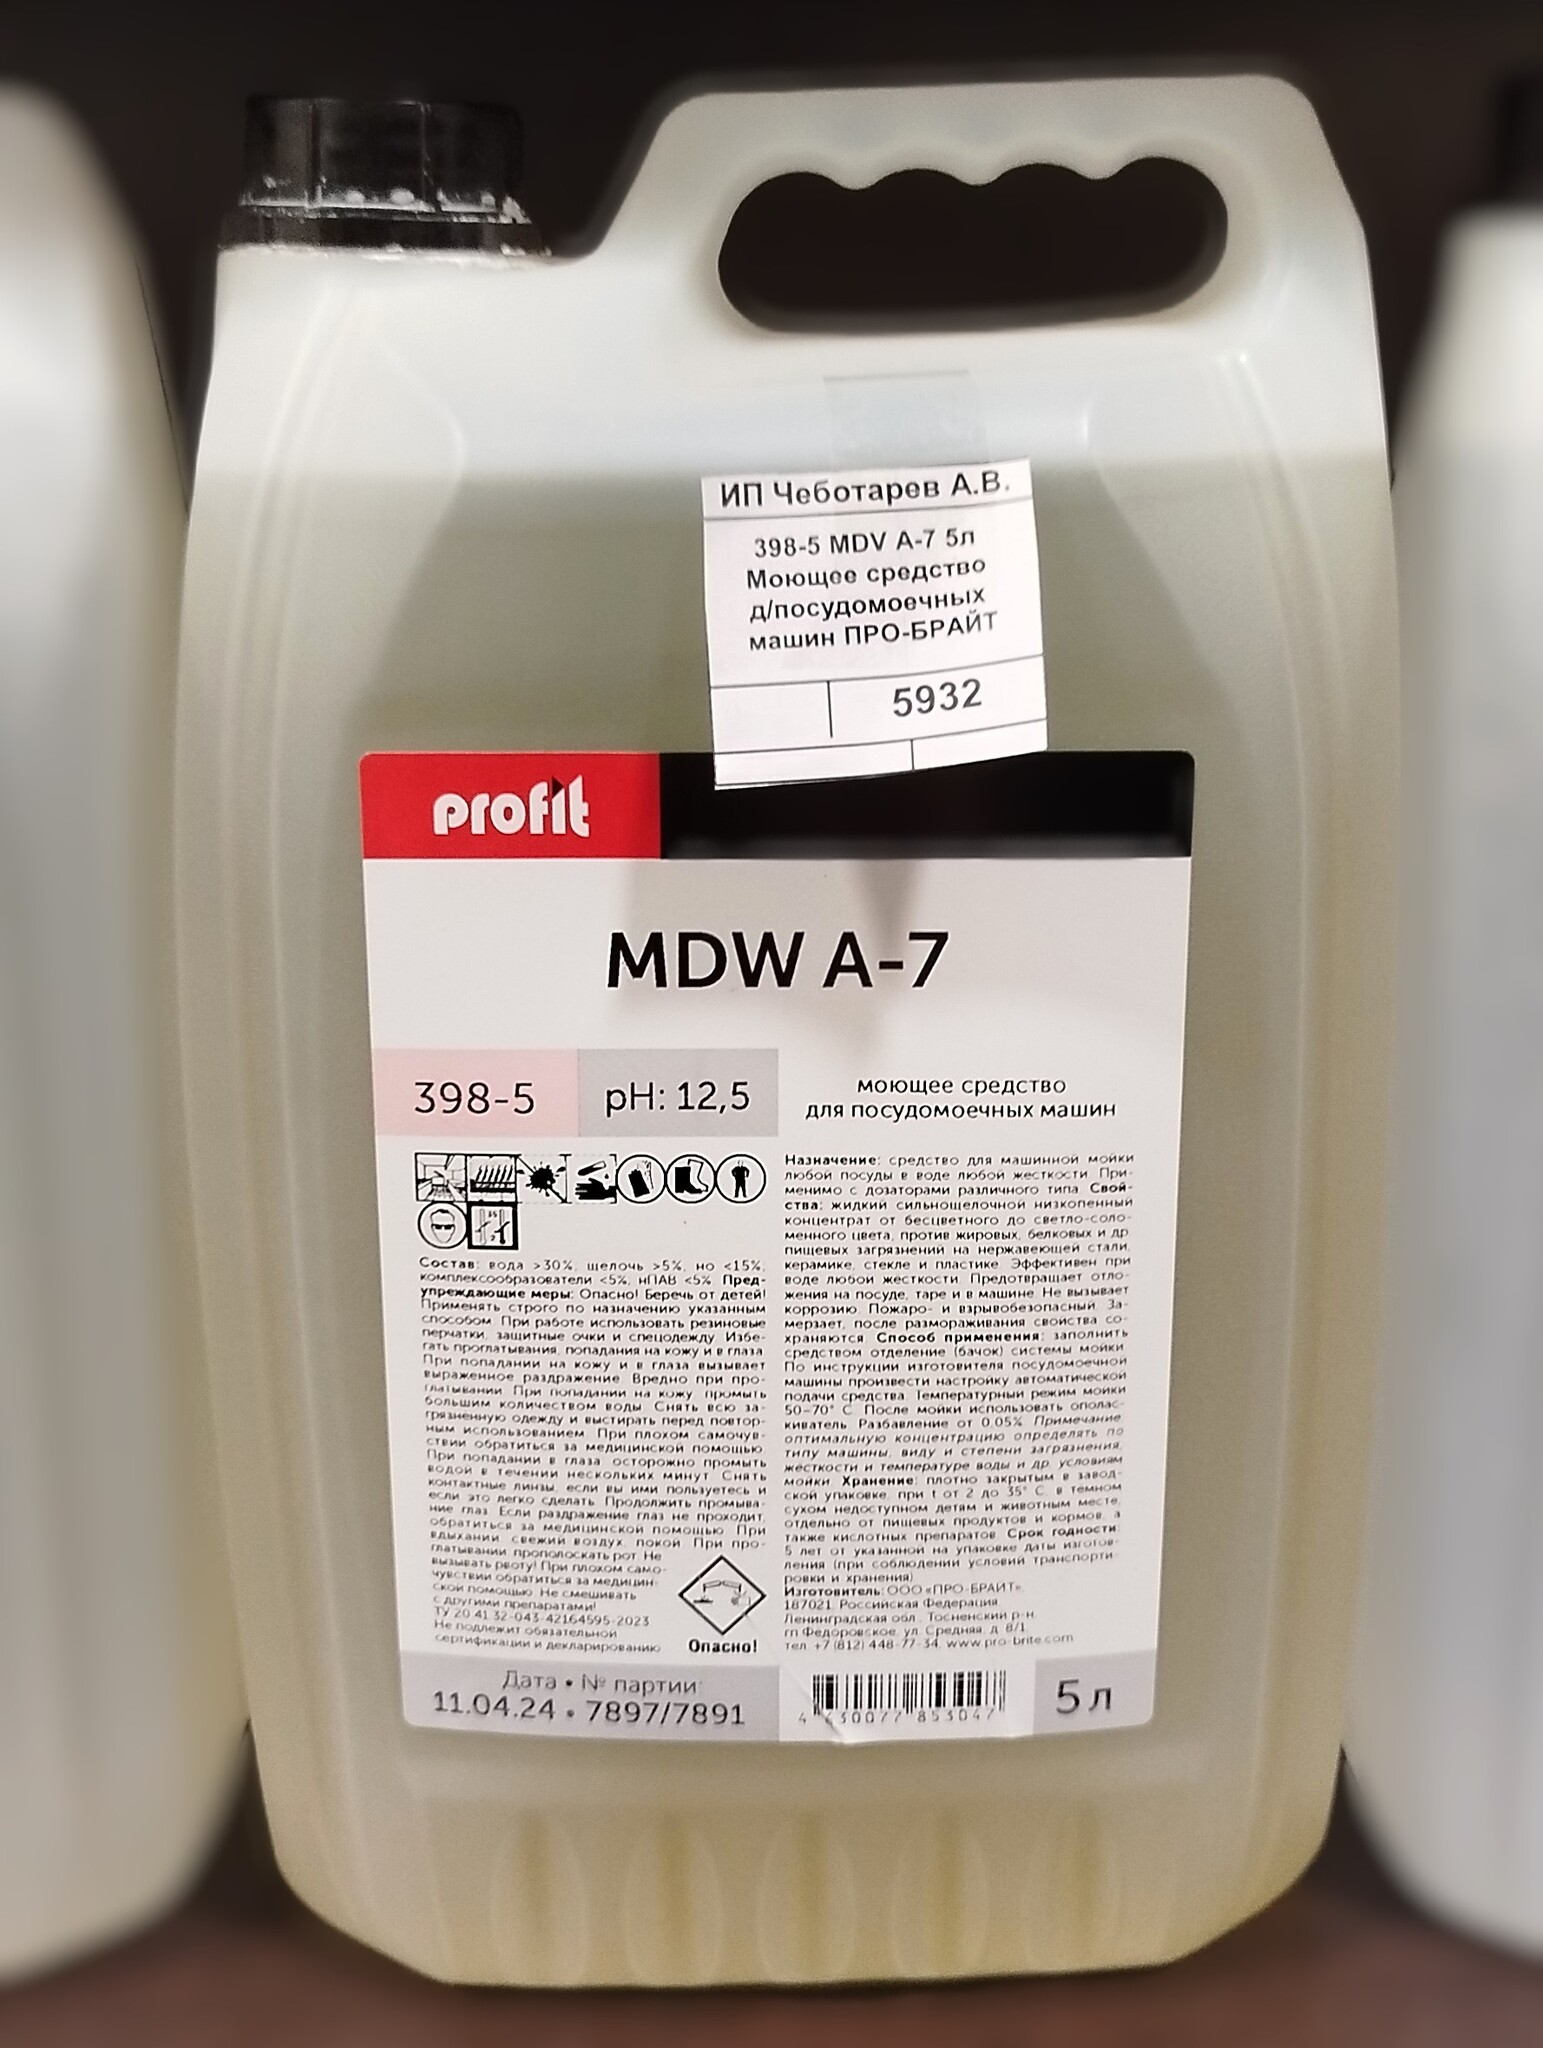 ИП Чеботарев А.В.
398-5 MDV A-7 5л
Моющее средство
д/посудомоечных
машин ПРО-БРАЙТ
5932
profit
MDW A-7
398-5
pH: 12,5
моющее средство
для посудомоечных машин
Состав: вода >30%, щелочь >5%, но <15%,
комплексообразователи <5%, нПАВ <5% Пред-
упреждающие меры: Опасно! Беречь от детей!
Применять строго по назначению указанным
способом. При работе использовать резиновые
перчатки, защитные очки и спецодежду. Избе-
гать проглатывания, попадания на кожу и в глаза.
При попадании на кожу и в глаза вызывает
выраженное раздражение. Вредно при про-
глатывании. При попадании на кожу промыть
большим количеством воды. Снять всю за-
грязненную одежду и выстирать перед повтор-
ным использованием. При плохом самочув-
ствии обратиться за медицинской помощью.
При попадании в глаза осторожно промыть
водой в течении нескольких минут. Снять
контактные линзы, если вы ими пользуетесь и
если это легко сделать. Продолжить промыва-
ние глаз. Если раздражение глаз не проходит,
обратиться за медицинской помощью. При
вдыхании свежий воздух, покой. При про-
глатывании прополоскать рот. Не
вызывать рвоту! При плохом само-
чувствии обратиться за медицин-
ской помощью. Не смешивать
с другими препаратами!
ТУ 20.41.32-043-42164595-2023
Не подлежит обязательной
сертификации и декларированию
Опасно!
Назначение: средство для машинной мойки
любой посуды в воде любой жесткости. При-
менимо с дозаторами различного типа. Свой-
ства: жидкий сильнощелочной низкопенный
концентрат от бесцветного до светло-соло-
менного цвета, против жировых, белковых и др.
пищевых загрязнений на нержавеющей стали,
керамике, стекле и пластике. Эффективен при
воде любой жесткости. Предотвращает отло-
жения на посуде, таре и в машине. Не вызывает
коррозию. Пожаро- и взрывобезопасный. За-
мерзает, после размораживания свойства со-
храняются. Способ применения: заполнить
средством отделение (бачок) системы мойки.
По инструкции изготовителя посудомоечной
машины произвести настройку автоматической
подачи средства. Температурный режим мойки
50–70° С. После мойки использовать ополас-
киватель. Разбавление от 0,05%. Примечание:
оптимальную концентрацию определять по
типу машины, виду и степени загрязнения,
жесткости и температуре воды и др. условиям
мойки. Хранение: плотно закрытым в завод-
ской упаковке, при t от 2 до 35° С, в темном
сухом недоступном детям и животным месте,
отдельно от пищевых продуктов и кормов, а
также кислотных препаратов. Срок годности:
5 лет от указанной на упаковке даты изготов-
ления (при соблюдении условий транспорти-
ровки и хранения).
Изготовитель: ООО «ПРО-БРАЙТ»,
187021, Российская Федерация
Ленинградская обл., Тосненский р-н,
гп Федоровское, ул. Средняя, д. 8/1
тел. +7 (812) 448-77-34, www.pro-brite.com
Дата • № партии:
11.04.24 • 7897/7891
853047
5 л